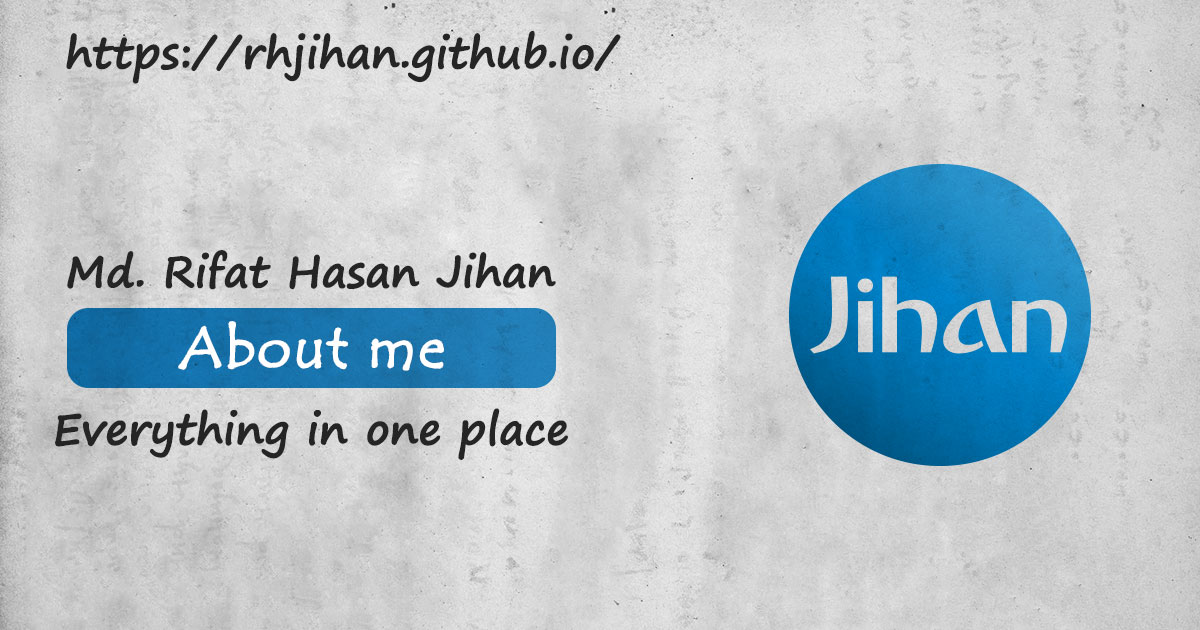 https://rhjihan.github.io/
Md. Rifat Hasan Jihan
About me
Everything in one place
Jihan